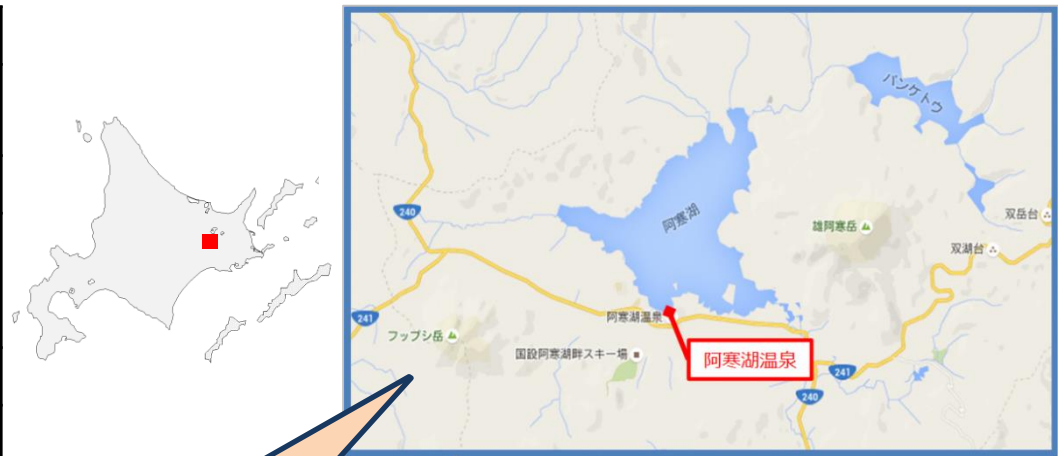 パンケトウ
阿寒湖
双岳台
雄阿寒岳
双湖台
240
241
阿寒湖温泉
フップシ岳
国設阿寒湖畔スキー場
阿寒湖温泉
241
240